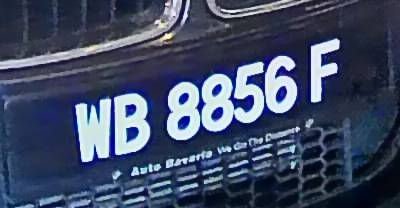 WB 8856 F
Auto Bavaria We Go The Distance